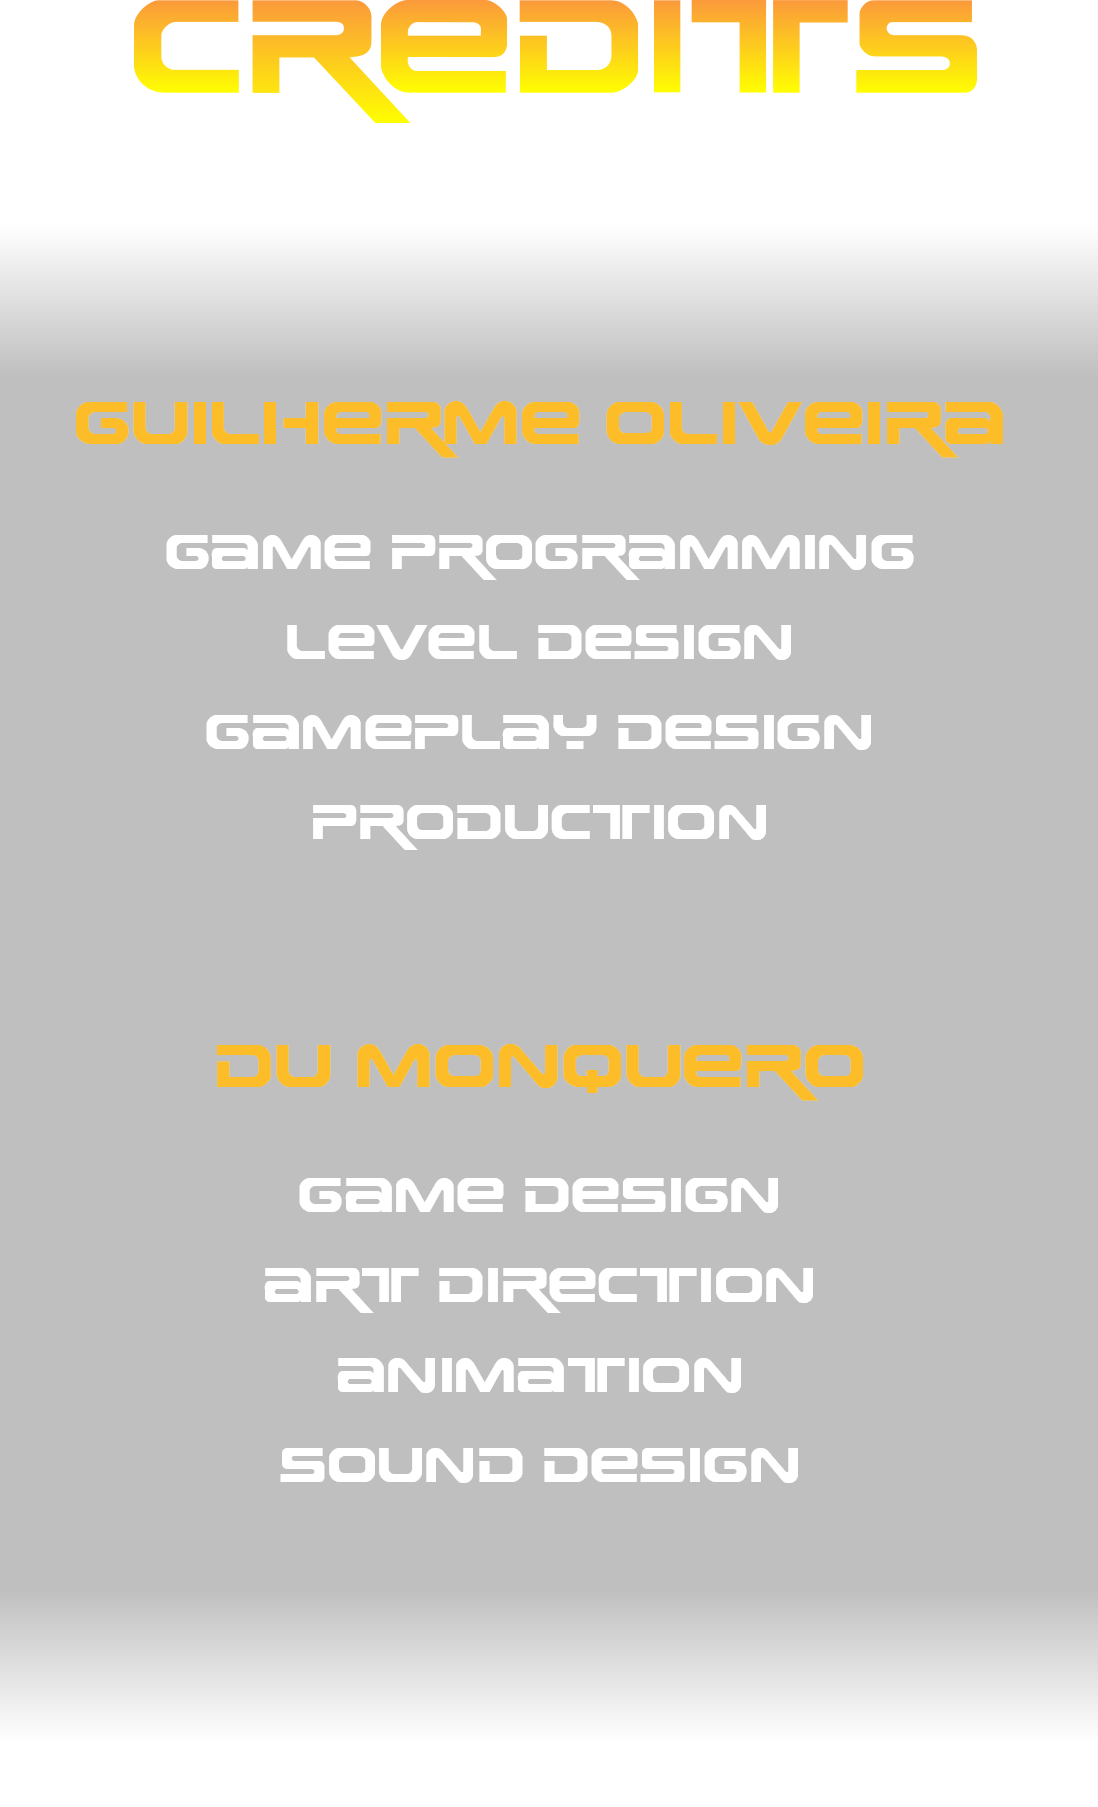 CREDITS
GUILHERME OLIVEIRA
GAME PROGRAMMING
LEVEL DESIGN
GAMEPLAY DESIGN
PRODUCTION
DU MONQUERO
GAME DESIGN
ART DIRECTION
ANIMATION
SOUND DESIGN